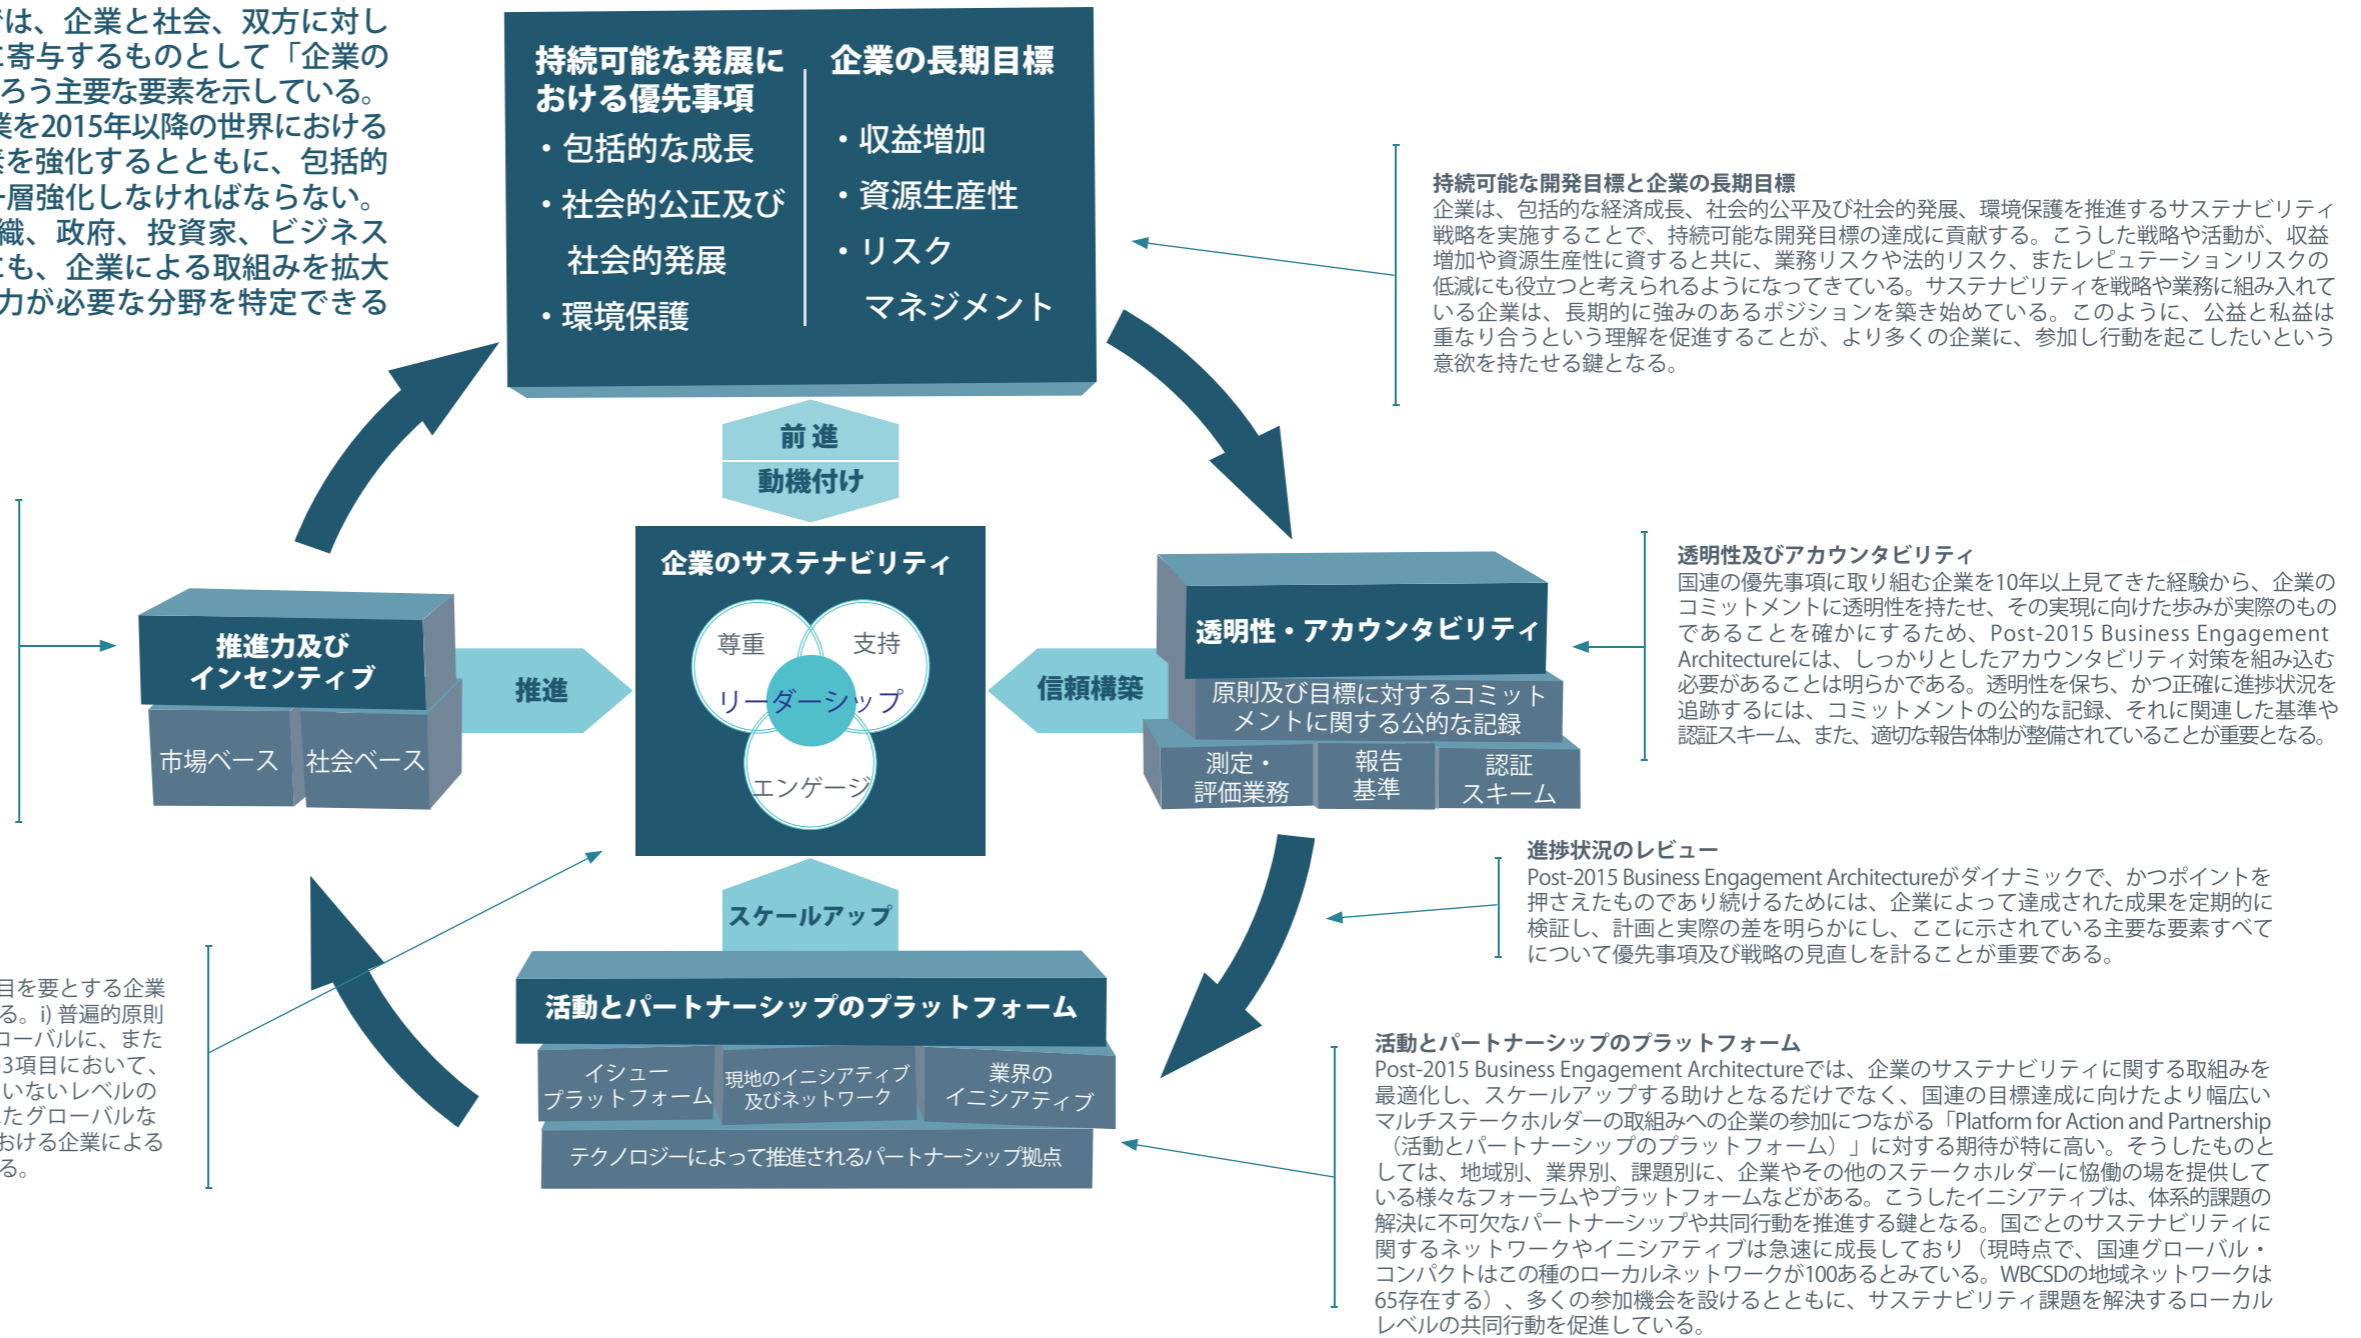 では、企業と社会、双方に対し
に寄与するものとして「企業の
ろう主要な要素を示している。
業を2015年以降の世界における
素を強化するとともに、包括的
一層強化しなければならない。
織、政府、投資家、ビジネス
にも、企業による取組みを拡大
力が必要な分野を特定できる
持続可能な発展に
おける優先事項
・包括的な成長
・社会的公正及び
社会的発展
・環境保護
企業の長期目標
・収益増加
・資源生産性
・リスク
マネジメント
持続可能な開発目標と企業の長期目標
企業は、包括的な経済成長、社会的公平及び社会的発展、環境保護を推進するサステナビリティ
戦略を実施することで、持続可能な開発目標の達成に貢献する。こうした戦略や活動が、収益
増加や資源生産性に資すると共に、業務リスクや法的リスク、またレピュテーションリスクの
低減にも役立つと考えられるようになってきている。サステナビリティを戦略や業務に組み入れて
いる企業は、長期的に強みのあるポジションを築き始めている。このように、公益と私益は
重なり合うという理解を促進することが、より多くの企業に、参加し行動を起こしたいという
意欲を持たせる鍵となる。
前 進
動機付け
企業のサステナビリティ
尊重
支持
リーダーシップ
エンゲージ
推進力及び
インセンティブ
市場ベース
社会ベース
推進
信頼構築
透明性・アカウンタビリティ
原則及び目標に対するコミット
メントに関する公的な記録
測定・
評価業務
報告
基準
認証
スキーム
透明性及びアカウンタビリティ
国連の優先事項に取り組む企業を10年以上見てきた経験から、企業の
コミットメントに透明性を持たせ、その実現に向けた歩みが実際のもの
であることを確かにするため、Post-2015 Business Engagement
Architectureには、しっかりとしたアカウンタビリティ対策を組み込む
必要があることは明らかである。透明性を保ち、かつ正確に進捗状況を
追跡するには、コミットメントの公的な記録、それに関連した基準や
認証スキーム、また、適切な報告体制が整備されていることが重要となる。
進捗状況のレビュー
Post-2015 Business Engagement Architectureがダイナミックで、かつポイントを
押さえたものであり続けるためには、企業によって達成された成果を定期的に
検証し、計画と実際の差を明らかにし、ここに示されている主要な要素すべて
について優先事項及び戦略の見直しを計ることが重要である。
スケールアップ
活動とパートナーシップのプラットフォーム
イシュー
プラットフォーム
現地のイニシアティブ
及びネットワーク
業界の
イニシアティブ
テクノロジーによって推進されるパートナーシップ拠点
目を要とする企業
る。i) 普遍的原則
ローバルに、また
3項目において、
いないレベルの
たグローバルな
おける企業による
る。
活動とパートナーシップのプラットフォーム
Post-2015 Business Engagement Architectureでは、企業のサステナビリティに関する取組みを
最適化し、スケールアップする助けとなるだけでなく、国連の目標達成に向けたより幅広い
マルチステークホルダーの取組みへの企業の参加につながる「Platform for Action and Partnership
（活動とパートナーシップのプラットフォーム）」に対する期待が特に高い。そうしたものと
しては、地域別、業界別、課題別に、企業やその他のステークホルダーに恊働の場を提供して
いる様々なフォーラムやプラットフォームなどがある。こうしたイニシアティブは、体系的課題の
解決に不可欠なパートナーシップや共同行動を推進する鍵となる。国ごとのサステナビリティに
関するネットワークやイニシアティブは急速に成長しており（現時点で、国連グローバル・
コンパクトはこの種のローカルネットワークが100あるとみている。WBCSDの地域ネットワークは
65存在する）、多くの参加機会を設けるとともに、サステナビリティ課題を解決するローカル
レベルの共同行動を促進している。